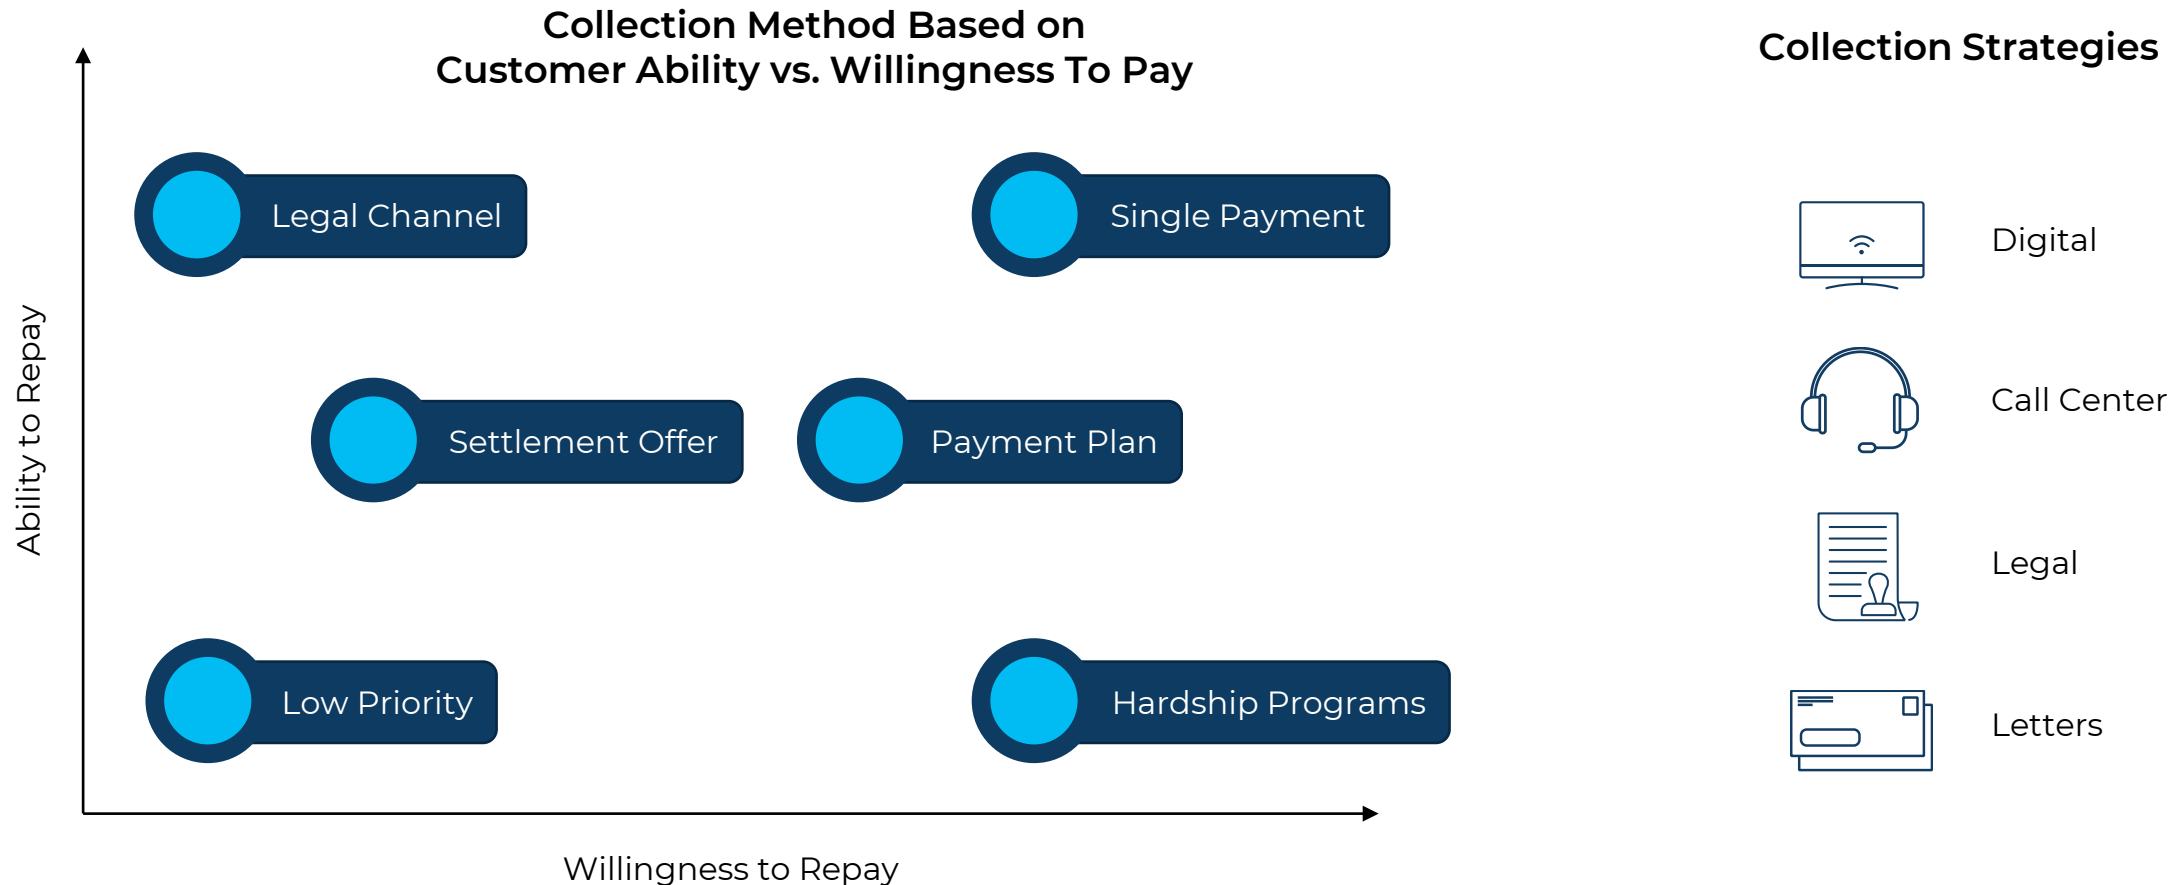 Collection Method Based on
Customer Ability vs. Willingness To Pay
Collection Strategies
Ability to Repay
Legal Channel
Single Payment
Settlement Offer
Payment Plan
Low Priority
Hardship Programs
Willingness to Repay
Digital
Call Center
Legal
Letters